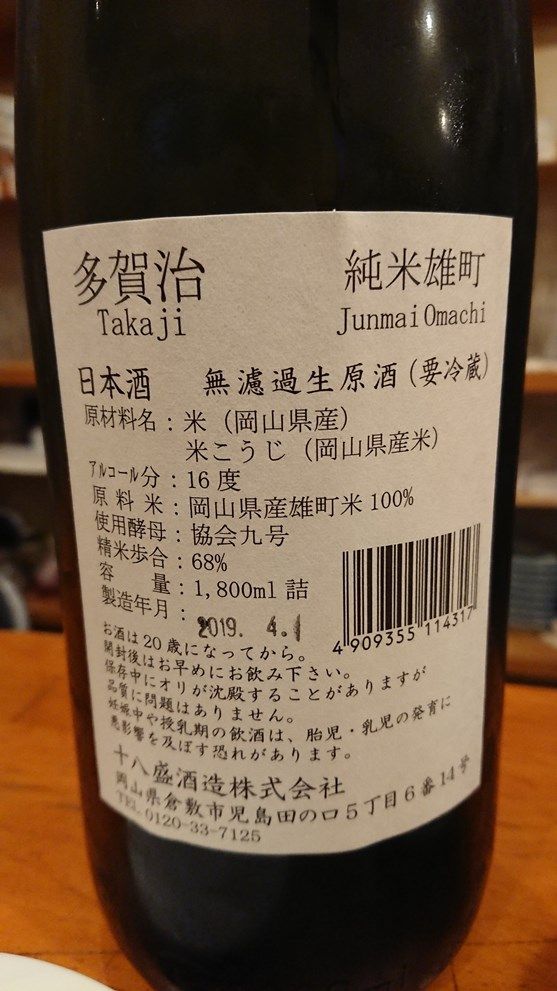 多賀治 純米雄町
Takaji Junmai Omachi
日本酒 無濾過生原酒(要冷蔵)
原材料名：米（岡山県産）
米こうじ（岡山県産米）
アルコール分：16度
原料米：岡山県産雄町米100%
使用酵母：協会九号
精米歩合：68%
容量：1,800ml詰
製造年月：2019. 4.1
4 909355 114317
お酒は20歳になってから。
開封後はお早めにお飲み下さい。
保存中にオリが沈殿することがありますが
品質に問題はありません。
妊娠中や授乳期の飲酒は、胎児・乳児の発育に
悪影響を及ぼす恐れがあります。
十八盛酒造株式会社
岡山県倉敷市児島田の口5丁目6番14号
TEL 0120-33-7125